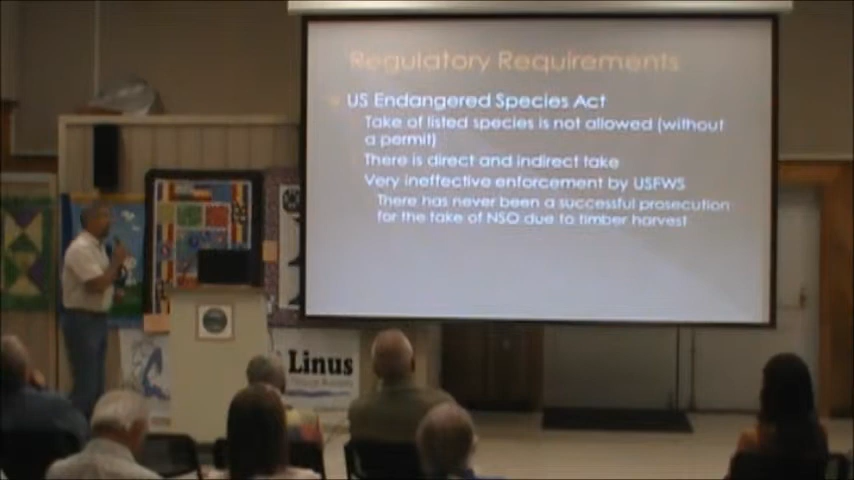 Regulatory Requirements
US Endangered Species Act
Take of listed species is not allowed (without
a permit)
There is direct and indirect take
Very ineffective enforcement by USFWS
There has never been a successful prosecution
for the take of NSO due to timber harvest
Linus